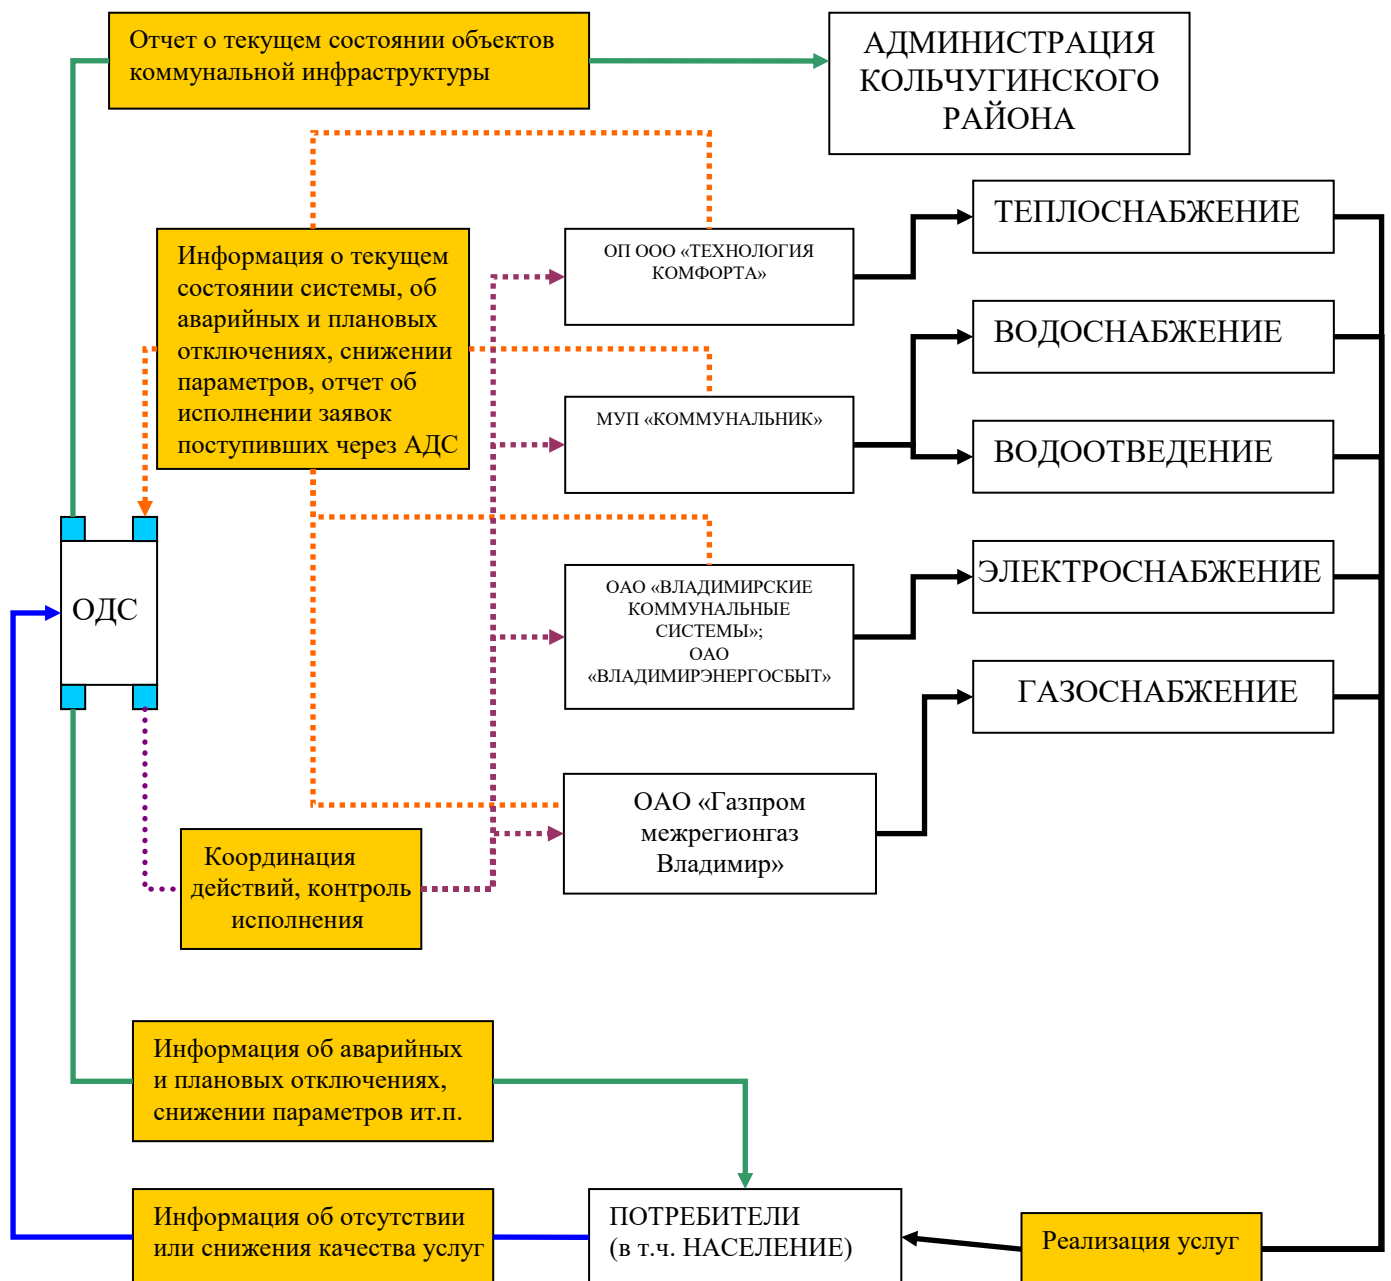 Отчет о текущем состоянии объектов
коммунальной инфраструктуры
АДМИНИСТРАЦИЯ
КОЛЬЧУГИНСКОГО
РАЙОНА
ТЕПЛОСНАБЖЕНИЕ
Информация о текущем
состоянии системы, об
аварийных и плановых
отключениях, снижении
параметров, отчет об
исполнении заявок
поступивших через АДС
ОП ООО «ТЕХНОЛОГИЯ
КОМФОРТА»
ВОДОСНАБЖЕНИЕ
МУП «КОММУНАЛЬНИК»
ВОДООТВЕДЕНИЕ
ОДС
ОАО «ВЛАДИМИРСКИЕ
КОММУНАЛЬНЫЕ
СИСТЕМЫ»;
ОАО
«ВЛАДИМИРЭНЕРГОСБЫТ»
ЭЛЕКТРОСНАБЖЕНИЕ
ГАЗОСНАБЖЕНИЕ
ОАО «Газпром
межрегионгаз
Владимир»
Координация
действий, контроль
исполнения
Информация об аварийных
и плановых отключениях,
снижении параметров ит.п.
Информация об отсутствии
или снижения качества услуг
ПОТРЕБИТЕЛИ
(в т.ч. НАСЕЛЕНИЕ)
Реализация услуг